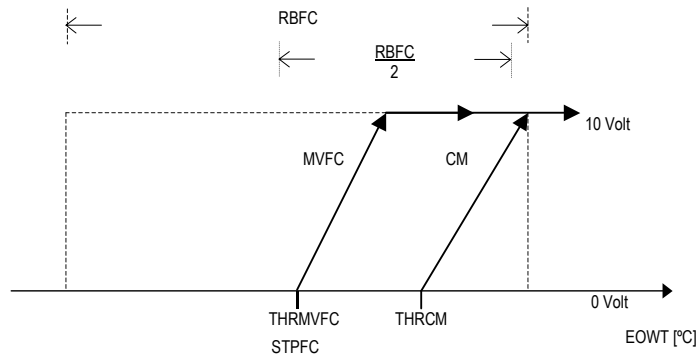 RBFC
RBFC
2
10 Volt
MVFC
CM
0 Volt
THRMVFC
THRCM
STPFC
EOWT [ºC]